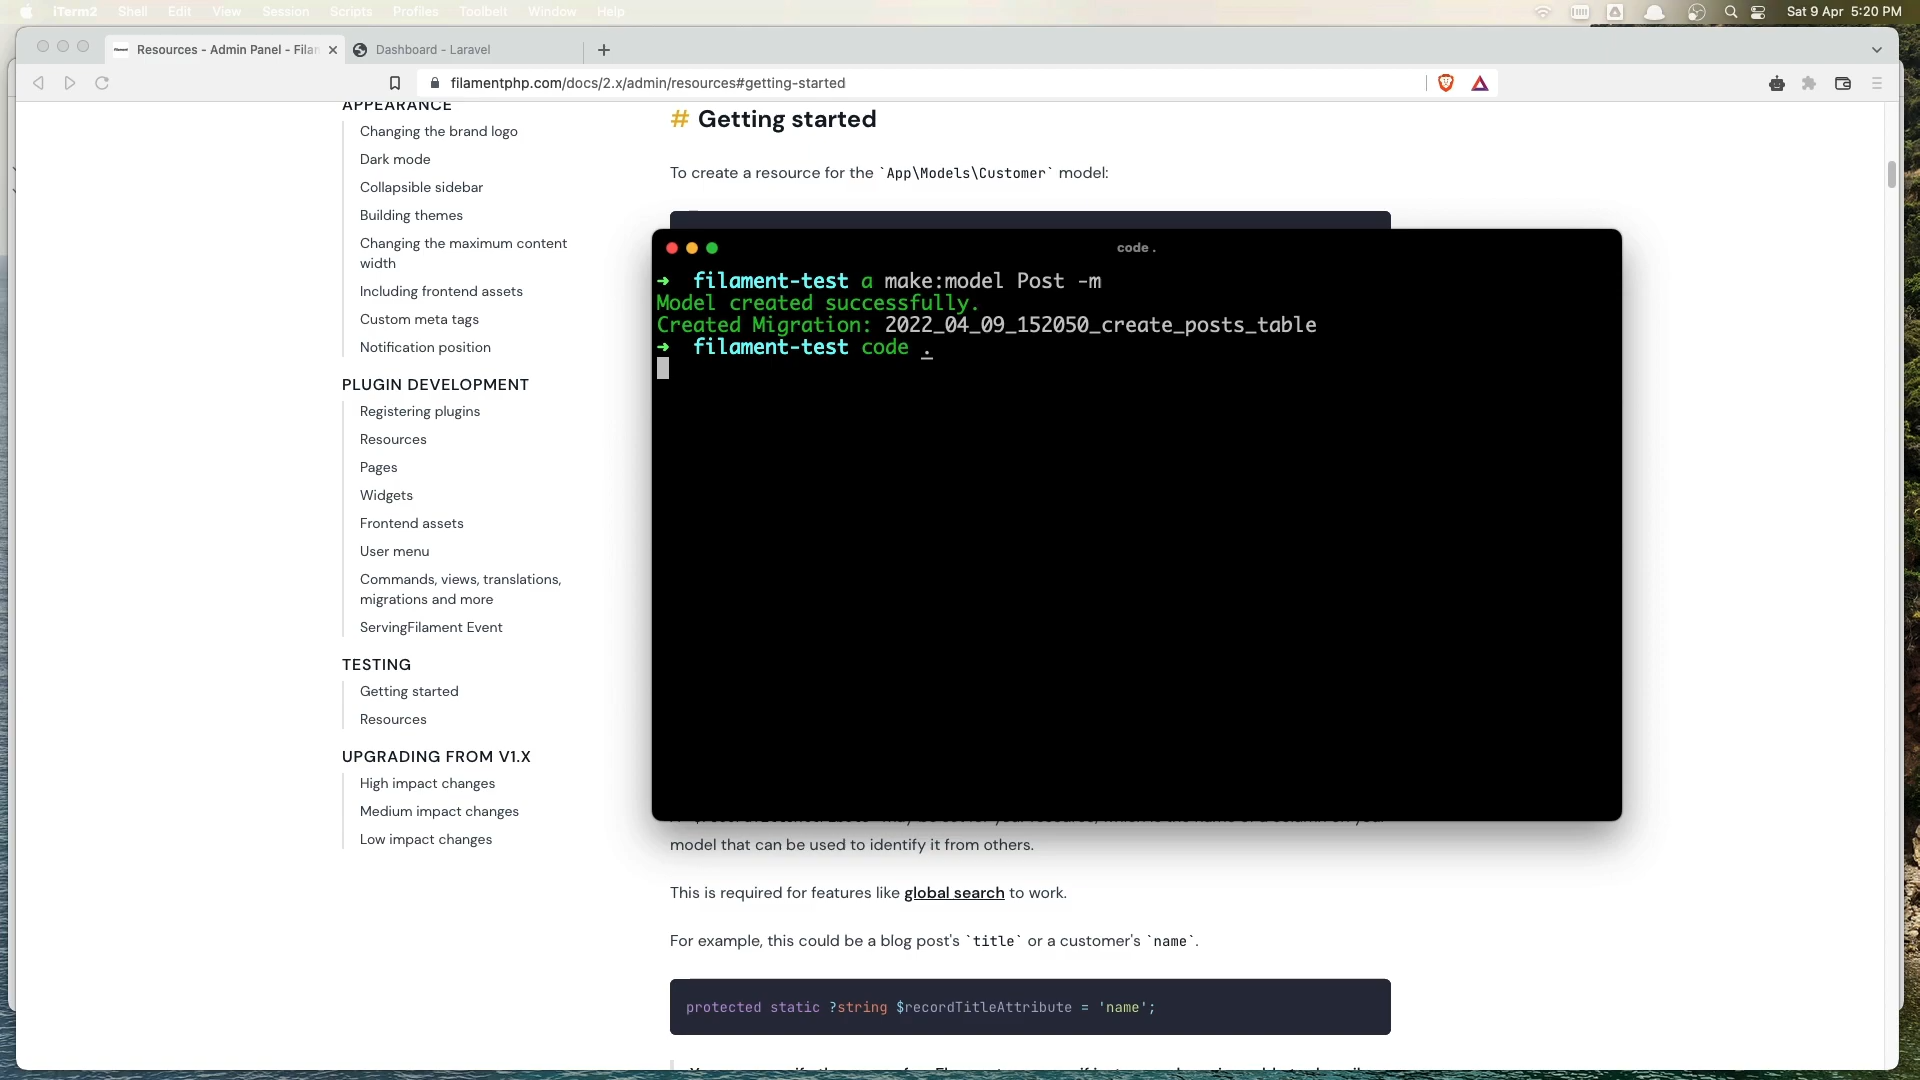 iTerm2 Shell Edit View Session Scripts Profiles Toolbelt Window Help
Sat 9 Apr 5:20 PM
Resources - Admin Panel - Filar
Dashboard - Laravel
filamentphp.com/docs/2.x/admin/resources#getting-started
APPEARANCE
Changing the brand logo
Dark mode
Collapsible sidebar
Building themes
Changing the maximum content
width
Including frontend assets
Custom meta tags
Notification position
PLUGIN DEVELOPMENT
Registering plugins
Resources
Pages
Widgets
Frontend assets
User menu
Commands, views, translations,
migrations and more
ServingFilament Event
TESTING
Getting started
Resources
UPGRADING FROM V1.X
High impact changes
Medium impact changes
Low impact changes
# Getting started
To create a resource for the `App\Models\Customer` model:
code .
➜ filament-test a make:model Post -m
Model created successfully.
Created Migration: 2022_04_09_152050_create_posts_table
➜ filament-test code .
model that can be used to identify it from others.
This is required for features like global search to work.
For example, this could be a blog post's `title` or a customer's `name`.
protected static ?string $recordTitleAttribute = 'name';